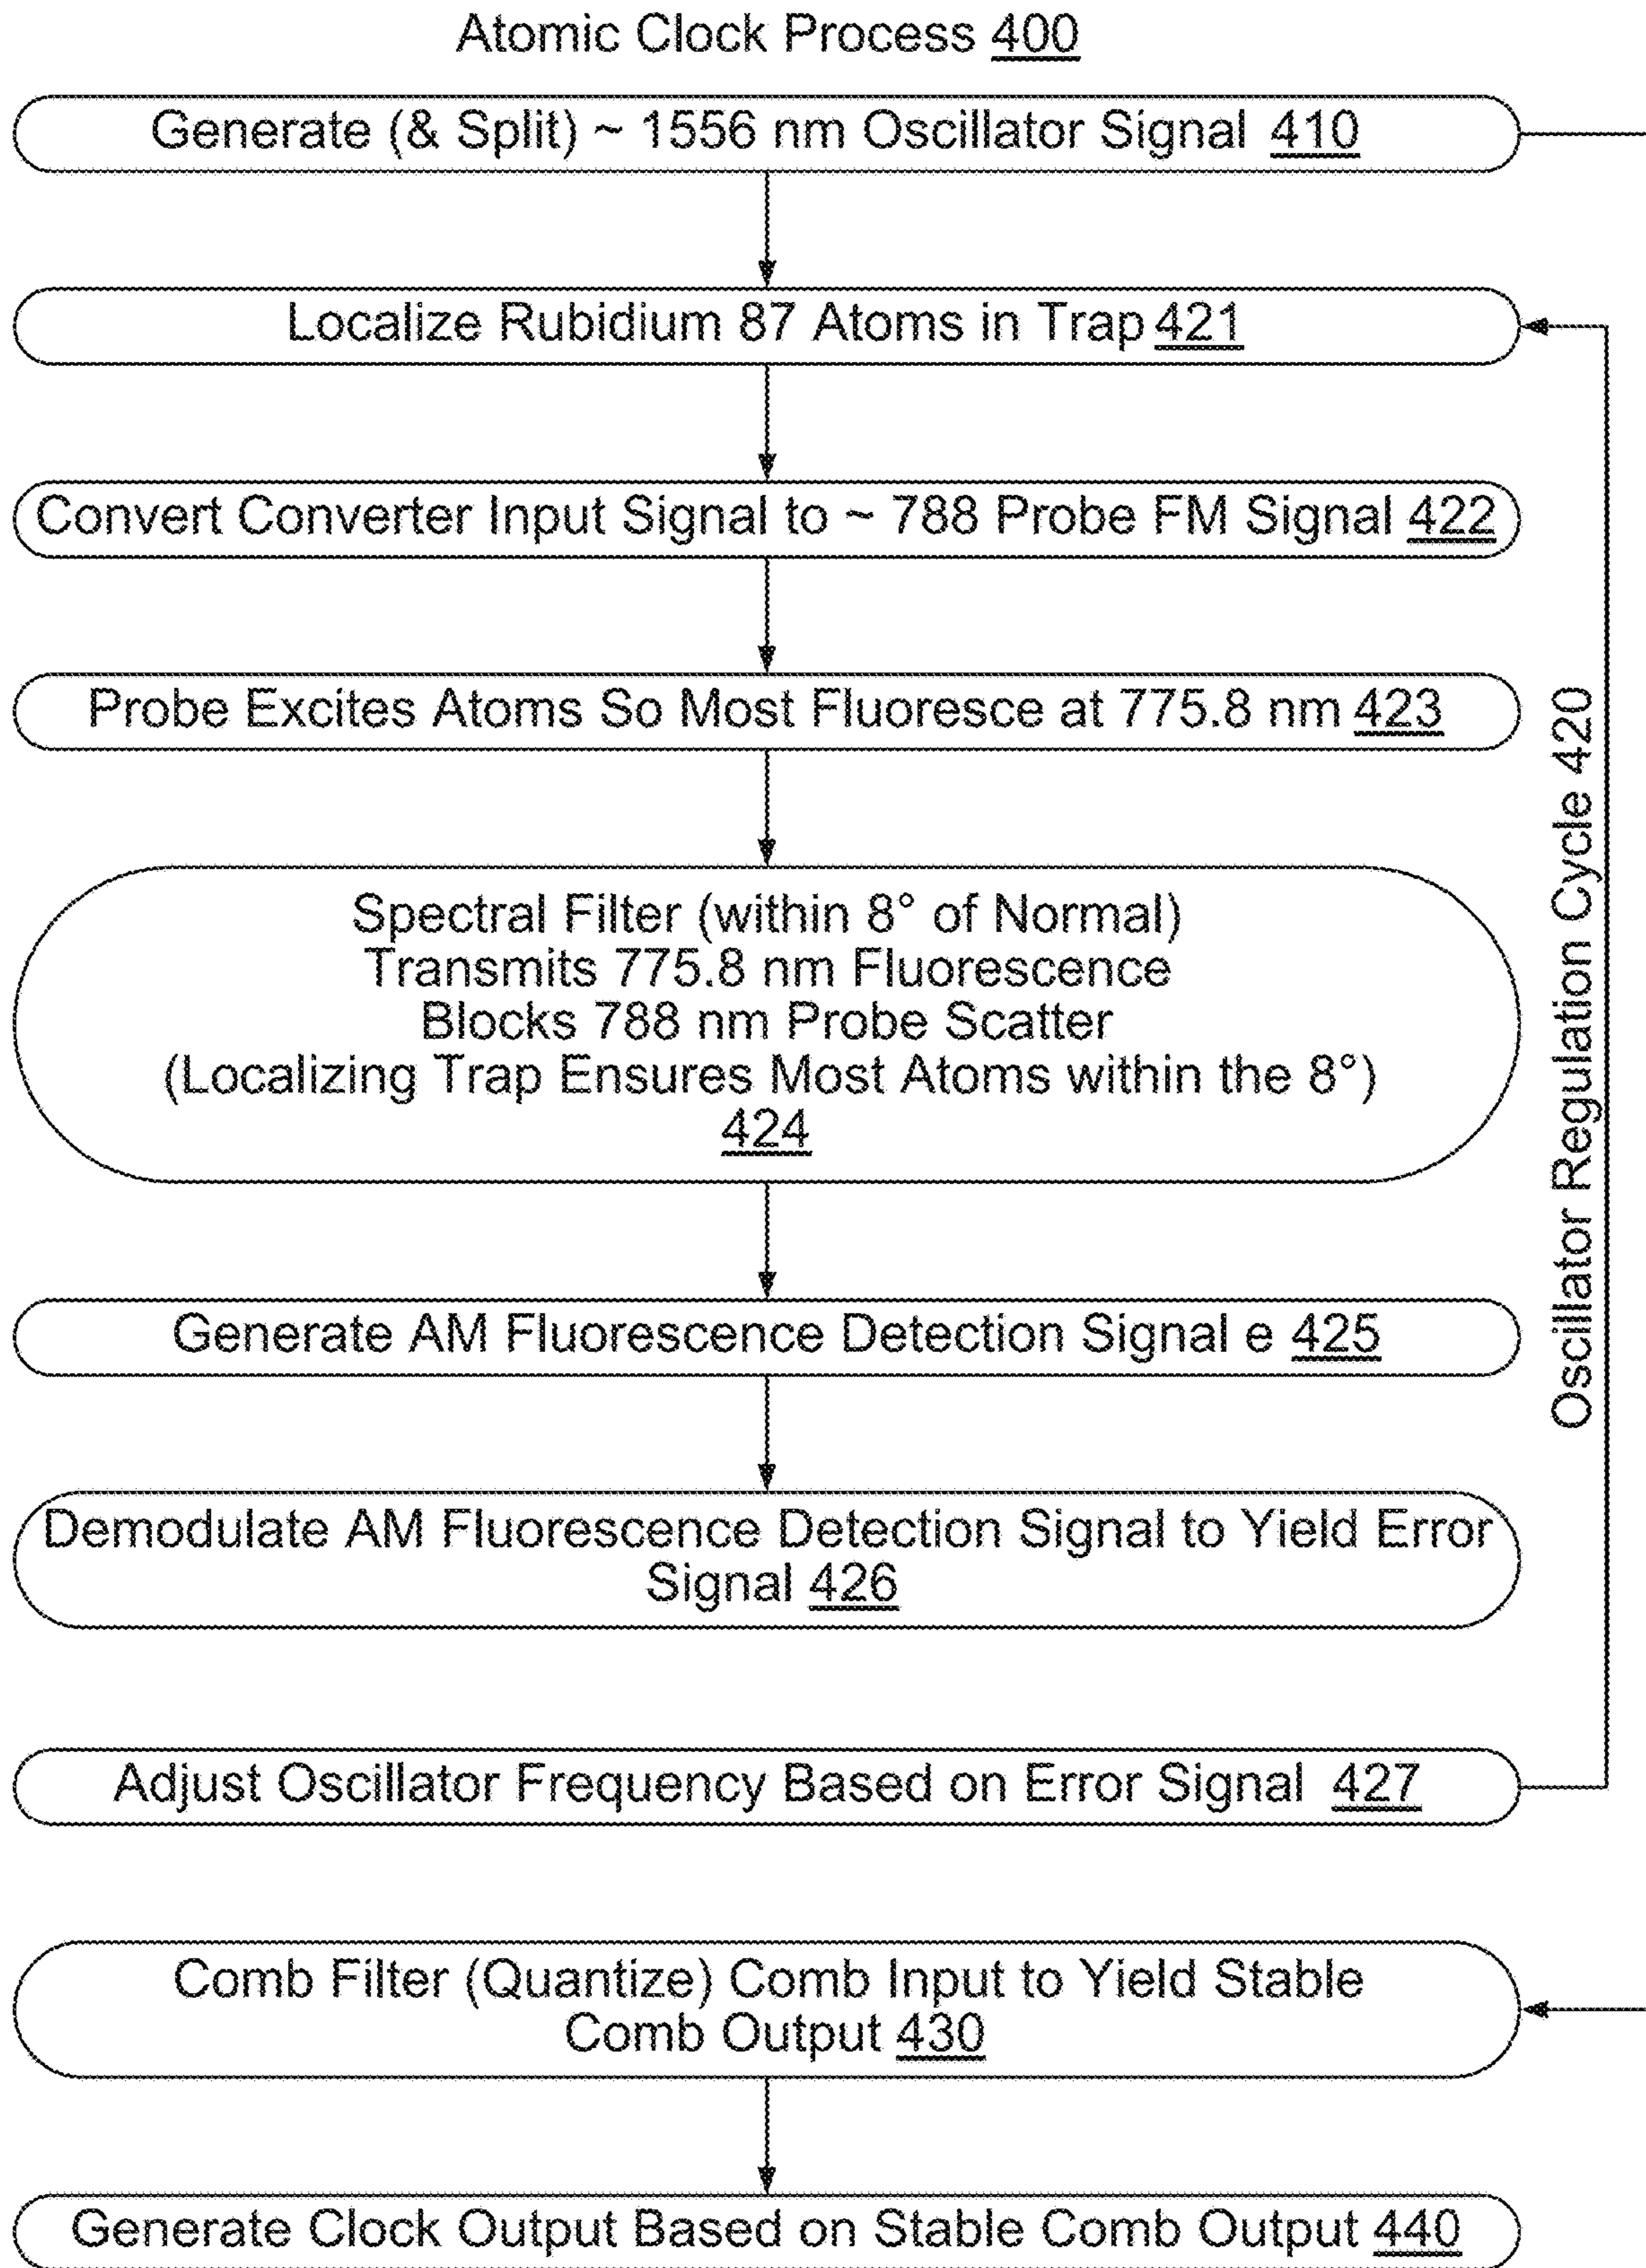 Atomic Clock Process 400
Generate (& Split) ~ 1556 nm Oscillator Signal 410
Localize Rubidium 87 Atoms in Trap 421
Convert Converter Input Signal to ~ 788 Probe FM Signal 422
Probe Excites Atoms So Most Fluoresce at 775.8 nm 423
Spectral Filter (within 8° of Normal)
Transmits 775.8 nm Fluorescence
Blocks 788 nm Probe Scatter
(Localizing Trap Ensures Most Atoms within the 8°)
424
Generate AM Fluorescence Detection Signal e 425
Demodulate AM Fluorescence Detection Signal to Yield Error
Signal 426
Adjust Oscillator Frequency Based on Error Signal 427
Oscillator Regulation Cycle 420
Comb Filter (Quantize) Comb Input to Yield Stable
Comb Output 430
Generate Clock Output Based on Stable Comb Output 440